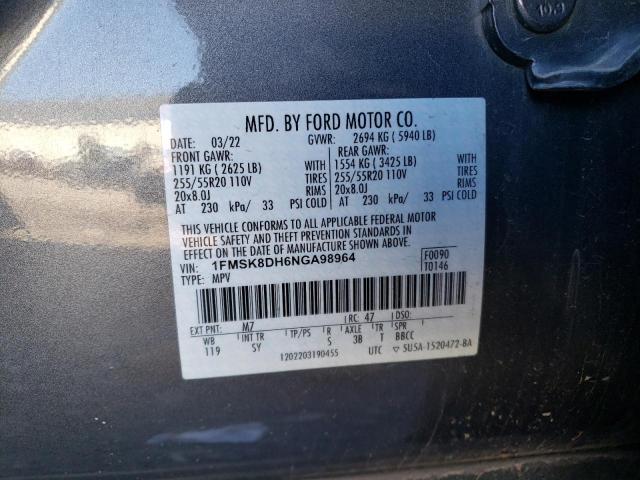 MFD. BY FORD MOTOR CO.
DATE: 03/22 GVWR: 2694 KG ( 5940 LB)
FRONT GAWR: REAR GAWR:
1191 KG ( 2625 LB) WITH 1554 KG ( 3425 LB) WITH
255/55R20 110V TIRES 255/55R20 110V TIRES
20x8.0J RIMS 20x8.0J RIMS
AT 230 kPa/ 33 PSI COLD AT 230 kPa/ 33 PSI COLD
THIS VEHICLE CONFORMS TO ALL APPLICABLE FEDERAL MOTOR
VEHICLE SAFETY AND THEFT PREVENTION STANDARDS
IN EFFECT ON THE DATE OF MANUFACTURE SHOWN ABOVE.
VIN: 1FMSK8DH6NGA98964 F0090
TYPE: MPV T0146
EXT PNT: M7 RC: 47 DSO:
WB INT TR TP/PS R AXLE TR SPR
119 SY S 3B T BBCC
1202203190455 UTC ▽ SU5A-1520472-BA